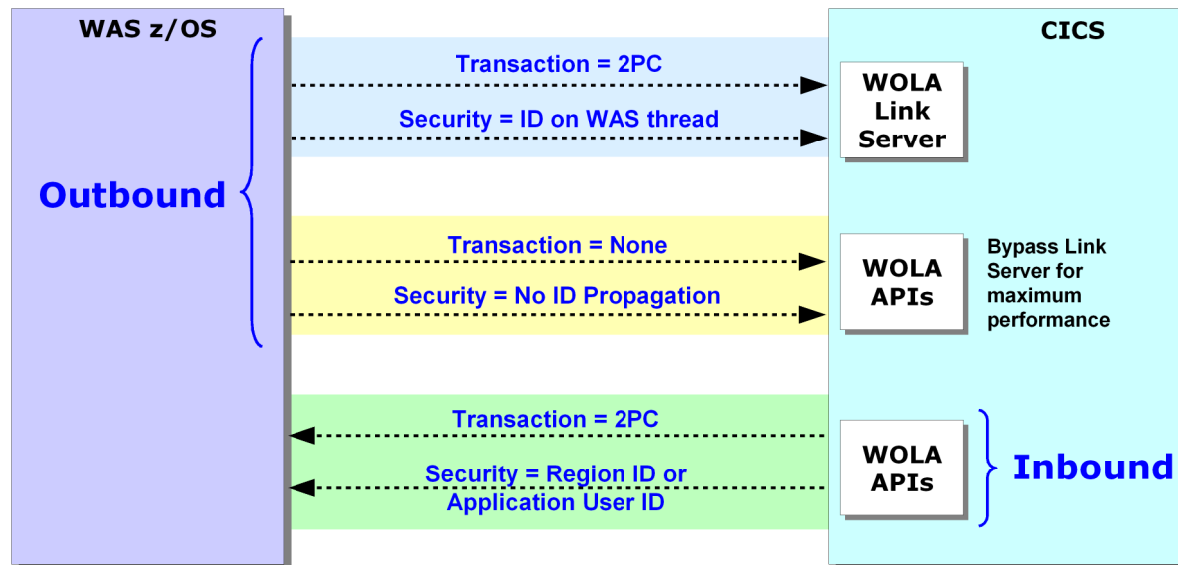 WAS z/OS
CICS
Outbound
Transaction = 2PC
Security = ID on WAS thread
WOLA
Link
Server
Transaction = None
Security = No ID Propagation
WOLA
APIs
Bypass Link
Server for
maximum
performance
Transaction = 2PC
Security = Region ID or
Application User ID
WOLA
APIs
Inbound